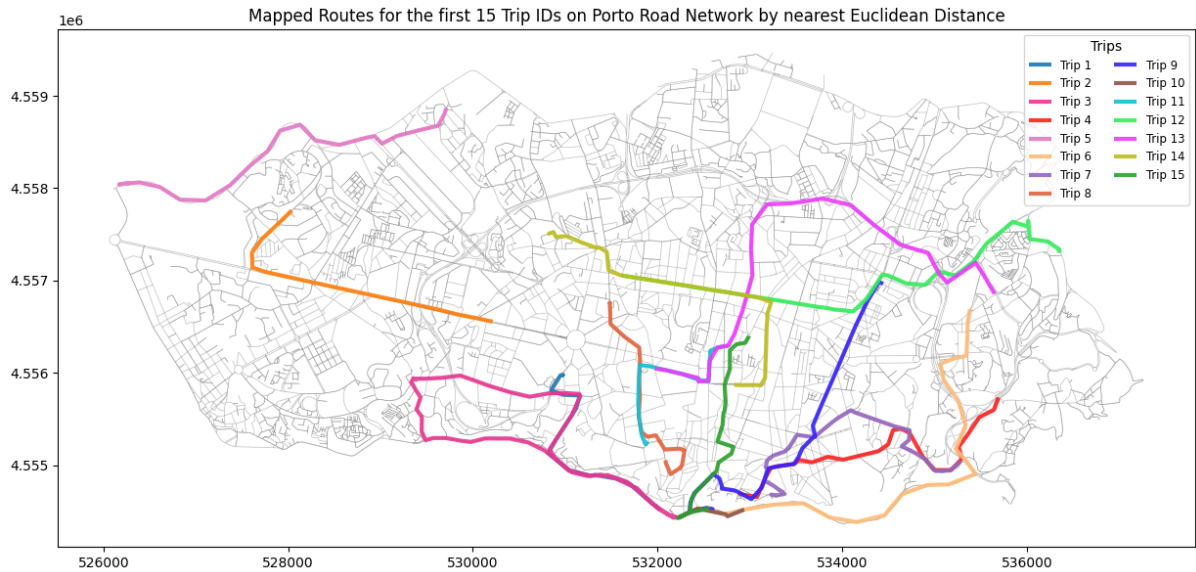 Mapped Routes for the first 15 Trip IDs on Porto Road Network by nearest Euclidean Distance
1e6
Trips
Trip 1
Trip 2
Trip 3
Trip 4
Trip 5
Trip 6
Trip 7
Trip 8
Trip 9
Trip 10
Trip 11
Trip 12
Trip 13
Trip 14
Trip 15
4.559
4.558
4.557
4.556
4.555
526000 528000 530000 532000 534000 536000